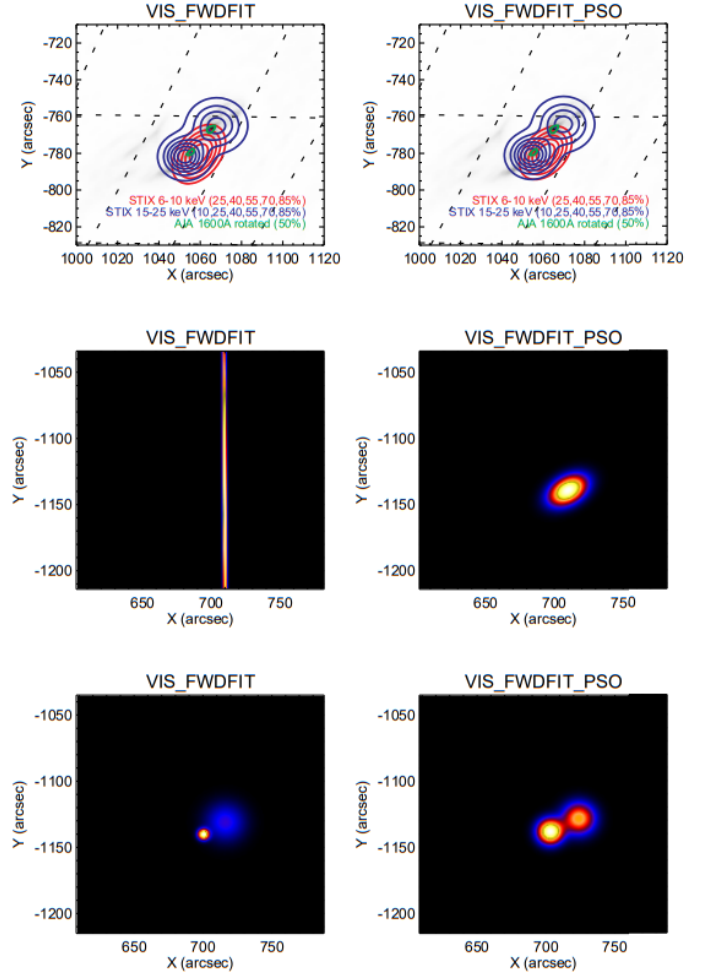 VIS_FWDFIT
VIS_FWDFIT_PSO
-720
-740
-760
-780
-800
-820
Y (arcsec)
STIX 6-10 keV (25,40,55,70,85%)
STIX 15-25 keV (10,25,40,55,70,85%)
AIA 1600A rotated (50%)
1000 1020 1040 1060 1080 1100 1120
X (arcsec)
-720
-740
-760
-780
-800
-820
Y (arcsec)
STIX 6-10 keV (25,40,55,70,85%)
STIX 15-25 keV (10,25,40,55,70,85%)
AIA 1600A rotated (50%)
1000 1020 1040 1060 1080 1100 1120
X (arcsec)
VIS_FWDFIT
VIS_FWDFIT_PSO
-1050
-1100
-1150
-1200
Y (arcsec)
650 700 750
X (arcsec)
-1050
-1100
-1150
-1200
Y (arcsec)
650 700 750
X (arcsec)
VIS_FWDFIT
VIS_FWDFIT_PSO
-1050
-1100
-1150
-1200
Y (arcsec)
650 700 750
X (arcsec)
-1050
-1100
-1150
-1200
Y (arcsec)
650 700 750
X (arcsec)